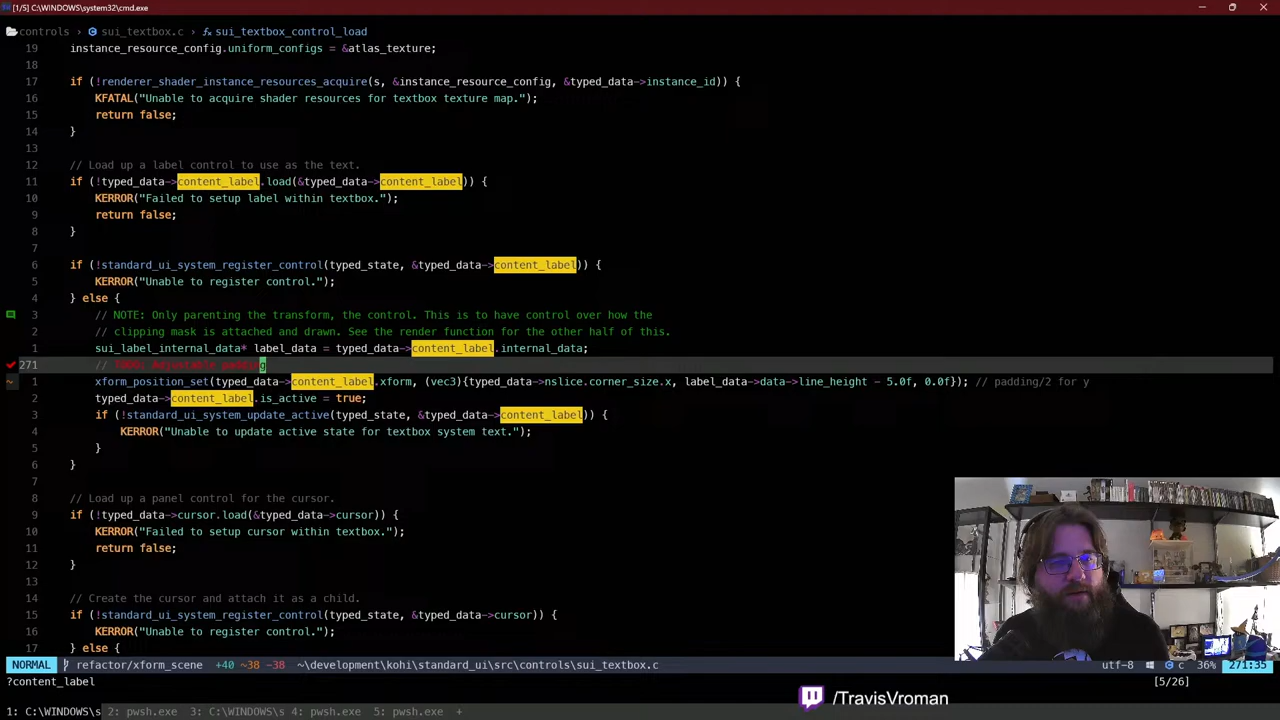 [1/5] C:\WINDOWS\system32\cmd.exe
controls > sui_textbox.c > sui_textbox_control_load
19 instance_resource_config.uniform_configs = &atlas_texture;
18
17 if (!renderer_shader_instance_resources_acquire(s, &instance_resource_config, &typed_data->instance_id)) {
16 KFATAL("Unable to acquire shader resources for textbox texture map.");
15 return false;
14 }
13
12 // Load up a label control to use as the text.
11 if (!typed_data->content_label.load(&typed_data->content_label)) {
10 KERROR("Failed to setup label within textbox.");
9 return false;
8 }
7
6 if (!standard_ui_system_register_control(typed_state, &typed_data->content_label)) {
5 KERROR("Unable to register control.");
4 } else {
3 // NOTE: Only parenting the transform, the control. This is to have control over how the
2 // clipping mask is attached and drawn. See the render function for the other half of this.
1 sui_label_internal_data* label_data = typed_data->content_label.internal_data;
271 // TODO: Adjustable padding
1 xform_position_set(typed_data->content_label.xform, (vec3){typed_data->nslice.corner_size.x, label_data->data->line_height - 5.0f, 0.0f}); // padding/2 for y
2 typed_data->content_label.is_active = true;
3 if (!standard_ui_system_update_active(typed_state, &typed_data->content_label)) {
4 KERROR("Unable to update active state for textbox system text.");
5 }
6 }
7
8 // Load up a panel control for the cursor.
9 if (!typed_data->cursor.load(&typed_data->cursor)) {
10 KERROR("Failed to setup cursor within textbox.");
11 return false;
12 }
13
14 // Create the cursor and attach it as a child.
15 if (!standard_ui_system_register_control(typed_state, &typed_data->cursor)) {
16 KERROR("Unable to register control.");
17 } else {
NORMAL refactor/xform_scene +40 ~38 -38 ~\development\kohi\standard_ui\src\controls\sui_textbox.c utf-8 c 36% 271:35
?content_label [5/26]
/TravisVroman
1: C:\WINDOWS\s 2: pwsh.exe 3: C:\WINDOWS\s 4: pwsh.exe 5: pwsh.exe +